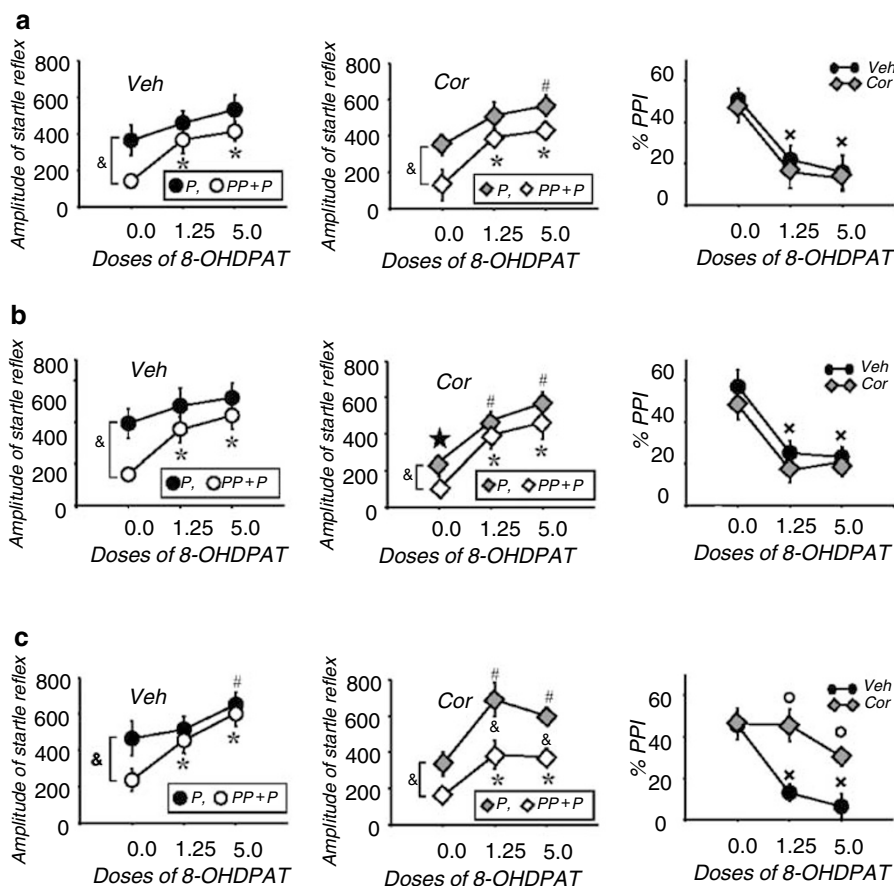 a
Amplitude of startle reflex
800
600
400
200
0
Veh
&
*
*
P, PP+P
0.0 1.25 5.0
Doses of 8-OHDPAT
Amplitude of startle reflex
800
600
400
200
0
Cor
#
&
*
*
P, PP+P
0.0 1.25 5.0
Doses of 8-OHDPAT
% PPI
60
40
20
0
Veh
Cor
×
×
0.0 1.25 5.0
Doses of 8-OHDPAT
b
Amplitude of startle reflex
800
600
400
200
0
Veh
&
*
*
P, PP+P
0.0 1.25 5.0
Doses of 8-OHDPAT
Amplitude of startle reflex
800
600
400
200
0
Cor
#
#
★
&
*
*
P, PP+P
0.0 1.25 5.0
Doses of 8-OHDPAT
% PPI
60
40
20
0
Veh
Cor
×
×
0.0 1.25 5.0
Doses of 8-OHDPAT
c
Amplitude of startle reflex
800
600
400
200
0
Veh
#
&
*
*
P, PP+P
0.0 1.25 5.0
Doses of 8-OHDPAT
Amplitude of startle reflex
800
600
400
200
0
Cor
#
#
&
&
&
*
*
P, PP+P
0.0 1.25 5.0
Doses of 8-OHDPAT
% PPI
60
40
20
0
Veh
Cor
×
×
0.0 1.25 5.0
Doses of 8-OHDPAT